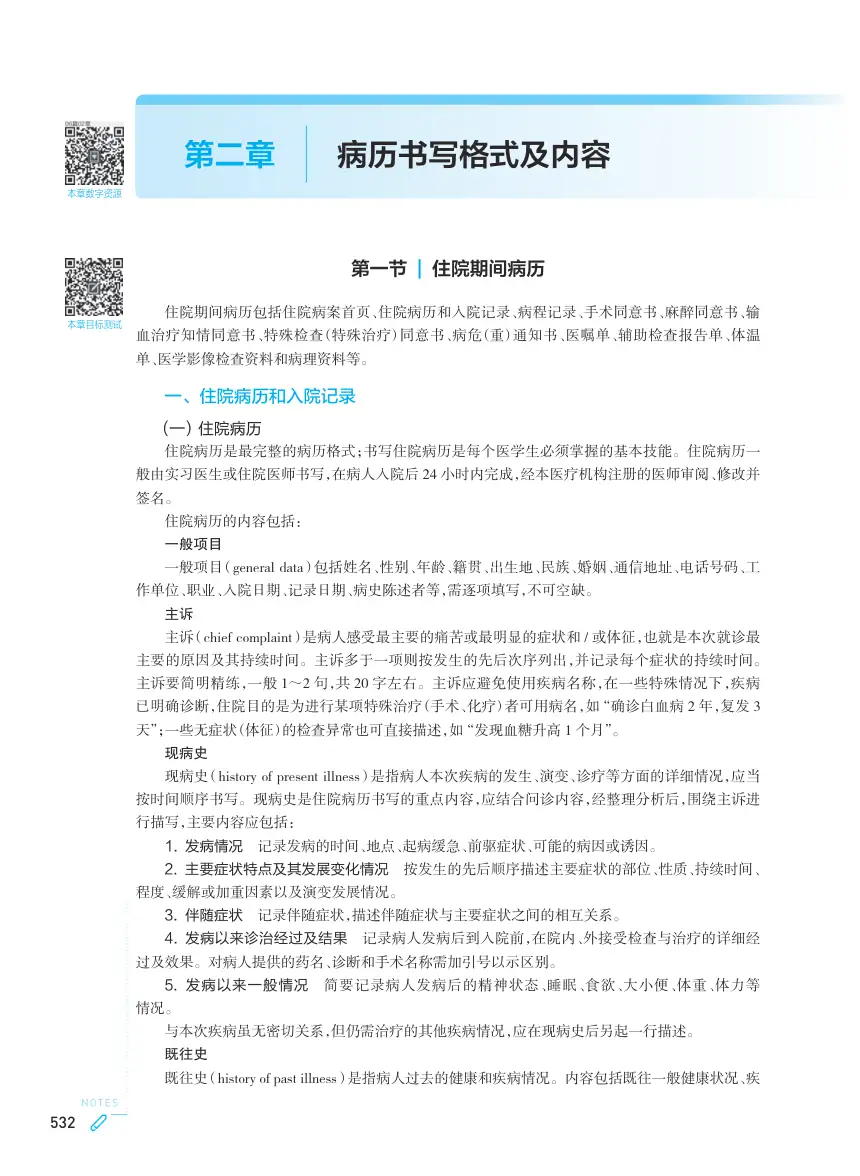 06篇02章
本章数字资源
第二章
病历书写格式及内容
本章目标测试
第一节 | 住院期间病历
住院期间病历包括住院病案首页、住院病历和入院记录、病程记录、手术同意书、麻醉同意书、输
血治疗知情同意书、特殊检查(特殊治疗)同意书、病危(重)通知书、医嘱单、辅助检查报告单、体温
单、医学影像检查资料和病理资料等。
一、住院病历和入院记录
(一) 住院病历
住院病历是最完整的病历格式;书写住院病历是每个医学生必须掌握的基本技能。住院病历一
般由实习医生或住院医师书写,在病人入院后 24 小时内完成,经本医疗机构注册的医师审阅、修改并
签名。
住院病历的内容包括:
一般项目
一般项目(general data)包括姓名、性别、年龄、籍贯、出生地、民族、婚姻、通信地址、电话号码、工
作单位、职业、入院日期、记录日期、病史陈述者等,需逐项填写,不可空缺。
主诉
主诉(chief complaint)是病人感受最主要的痛苦或最明显的症状和 / 或体征,也就是本次就诊最
主要的原因及其持续时间。主诉多于一项则按发生的先后次序列出,并记录每个症状的持续时间。
主诉要简明精练,一般 1～2 句,共 20 字左右。主诉应避免使用疾病名称,在一些特殊情况下,疾病
已明确诊断,住院目的是为进行某项特殊治疗(手术、化疗)者可用病名,如 “确诊白血病 2 年,复发 3
天”;一些无症状(体征)的检查异常也可直接描述,如 “发现血糖升高 1 个月”。
现病史
现病史(history of present illness)是指病人本次疾病的发生、演变、诊疗等方面的详细情况,应当
按时间顺序书写。现病史是住院病历书写的重点内容,应结合问诊内容,经整理分析后,围绕主诉进
行描写,主要内容应包括:
1. 发病情况 记录发病的时间、地点、起病缓急、前驱症状、可能的病因或诱因。
2. 主要症状特点及其发展变化情况 按发生的先后顺序描述主要症状的部位、性质、持续时间、
程度、缓解或加重因素以及演变发展情况。
3. 伴随症状 记录伴随症状,描述伴随症状与主要症状之间的相互关系。
4. 发病以来诊治经过及结果 记录病人发病后到入院前,在院内、外接受检查与治疗的详细经
过及效果。对病人提供的药名、诊断和手术名称需加引号以示区别。
5. 发病以来一般情况 简要记录病人发病后的精神状态、睡眠、食欲、大小便、体重、体力等
情况。
与本次疾病虽无密切关系,但仍需治疗的其他疾病情况,应在现病史后另起一行描述。
既往史
既往史(history of past illness)是指病人过去的健康和疾病情况。内容包括既往一般健康状况、疾
NOTES
532